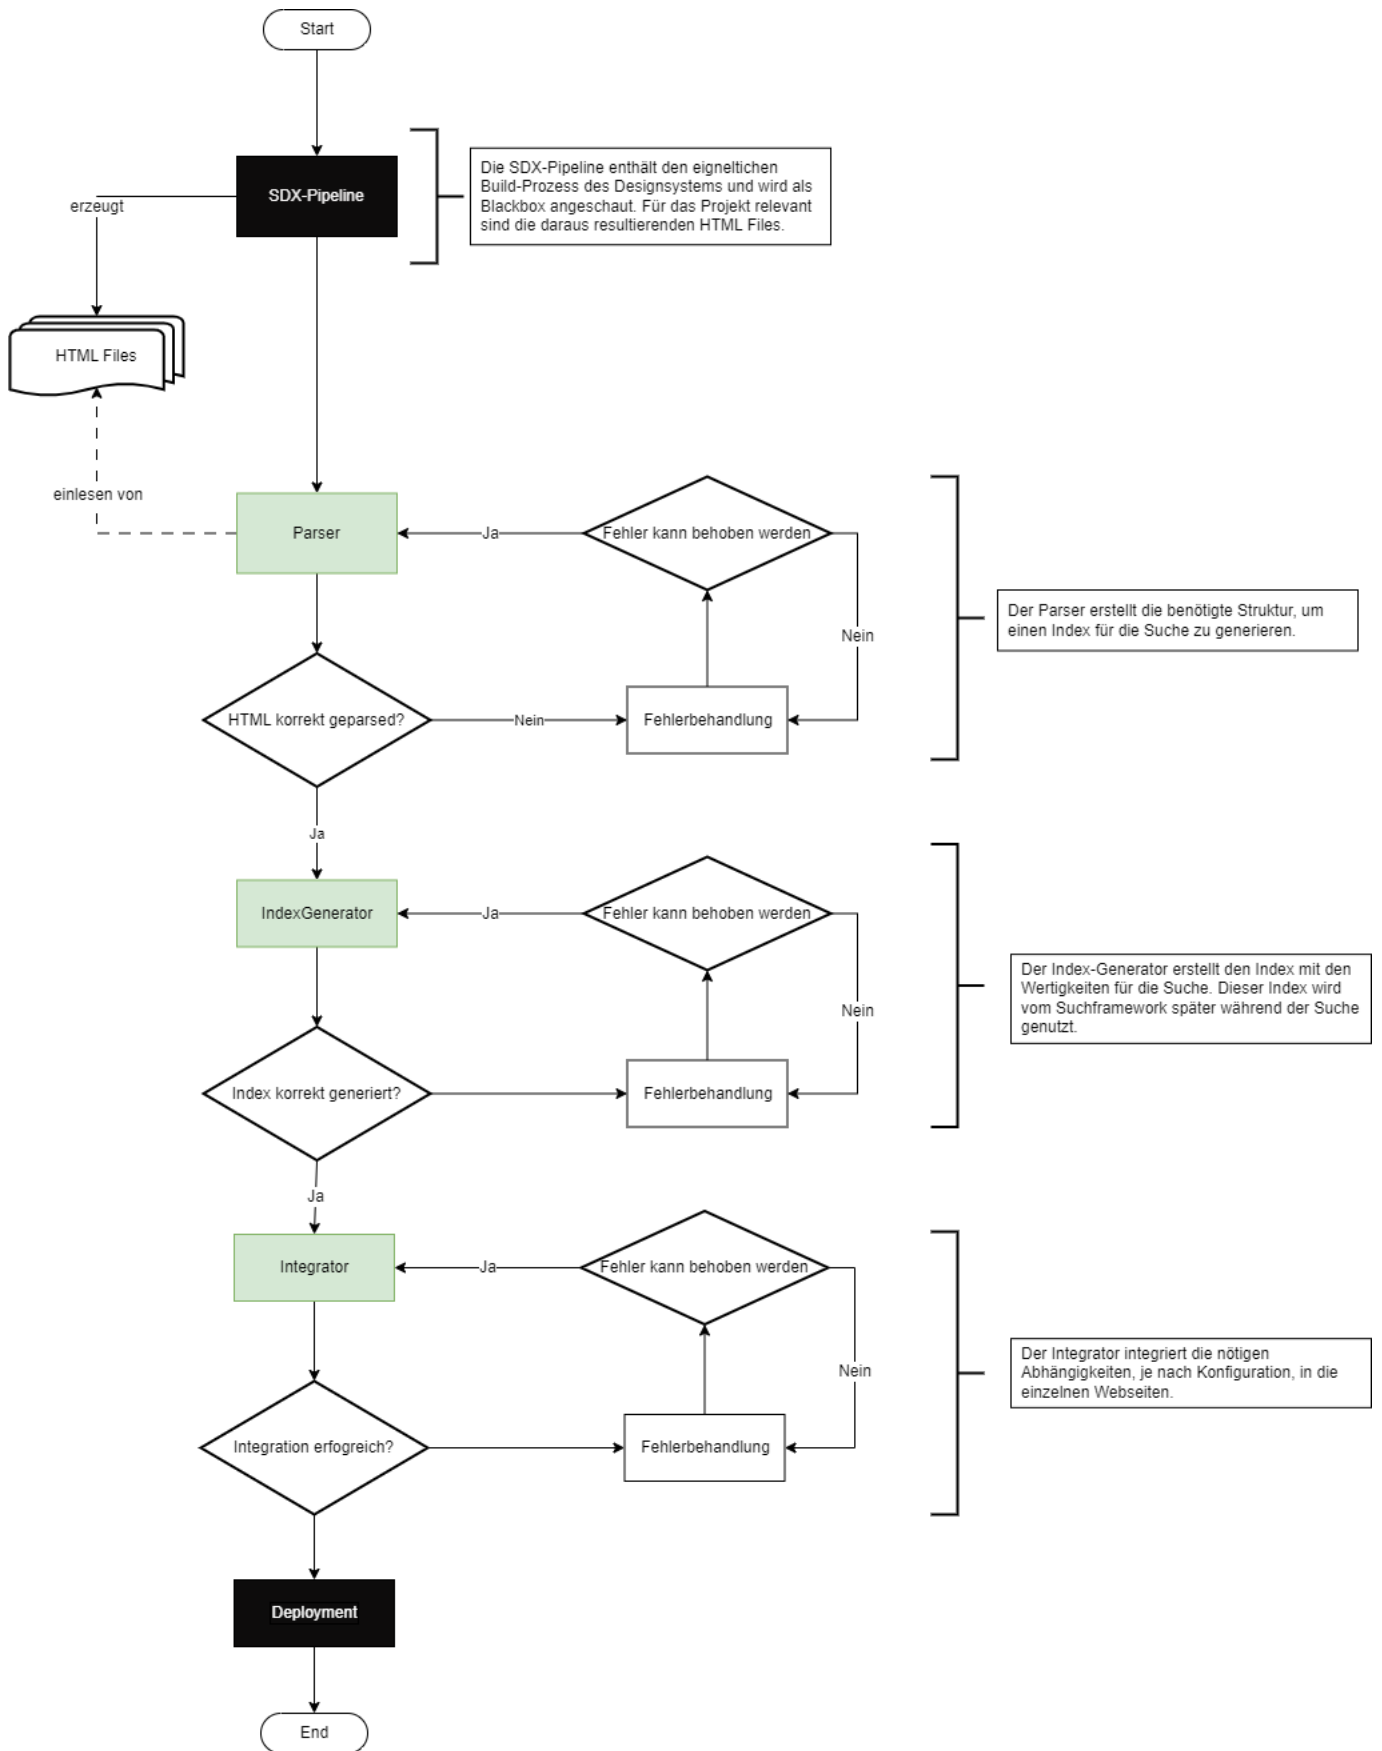 Start
SDX-Pipeline
Die SDX-Pipeline enthält den eigneltichen
Build-Prozess des Designsystems und wird als
Blackbox angeschaut. Für das Projekt relevant
sind die daraus resultierenden HTML Files.
erzeugt
HTML Files
einlesen von
Parser
Ja
Fehler kann behoben werden
Nein
Der Parser erstellt die benötigte Struktur, um
einen Index für die Suche zu generieren.
HTML korrekt geparsed?
Nein
Fehlerbehandlung
Ja
IndexGenerator
Ja
Fehler kann behoben werden
Nein
Der Index-Generator erstellt den Index mit den
Wertigkeiten für die Suche. Dieser Index wird
vom Suchframework später während der Suche
genutzt.
Index korrekt generiert?
Fehlerbehandlung
Ja
Integrator
Ja
Fehler kann behoben werden
Nein
Der Integrator integriert die nötigen
Abhängigkeiten, je nach Konfiguration, in die
einzelnen Webseiten.
Integration erfogreich?
Fehlerbehandlung
Deployment
End